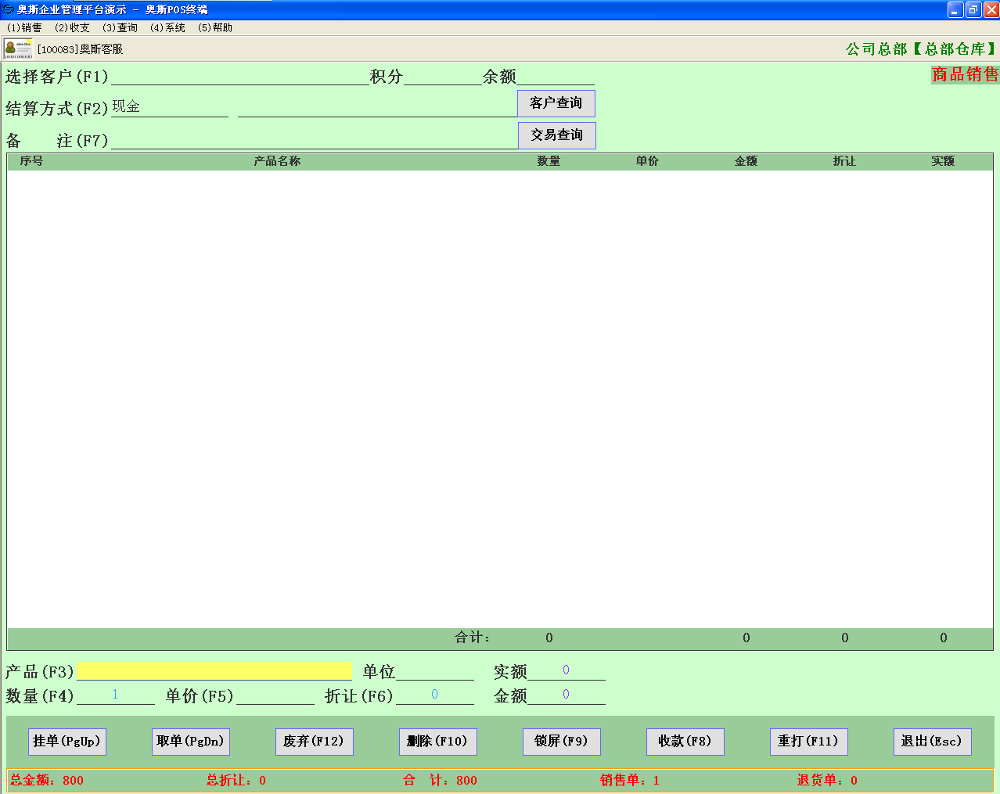 奥斯企业管理平台演示 - 奥斯POS终端
(1)销售 (2)收支 (3)查询 (4)系统 (5)帮助
[100083]奥斯客服 公司总部【总部仓库】
选择客户(F1) 积分 余额 商品销售
结算方式(F2) 现金 客户查询
备 注(F7) 交易查询
序号 产品名称 数量 单价 金额 折让 实额
合计： 0 0 0 0
产品(F3) 单位 实额 0
数量(F4) 1 单价(F5) 折让(F6) 0 金额 0
挂单(PgUp) 取单(PgDn) 废弃(F12) 删除(F10) 锁屏(F9) 收款(F8) 重打(F11) 退出(Esc)
总金额：800 总折让：0 合 计：800 销售单：1 退货单：0